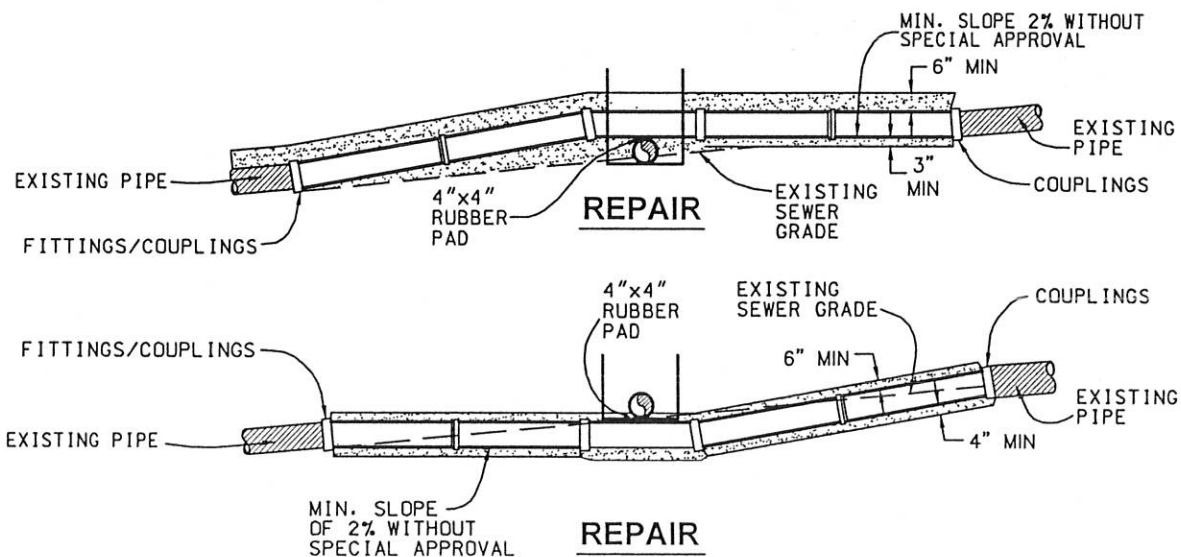 MIN. SLOPE 2% WITHOUT
SPECIAL APPROVAL
6" MIN
EXISTING
PIPE
EXISTING PIPE
3"
MIN
COUPLINGS
4"x4"
RUBBER
PAD
REPAIR
EXISTING
SEWER
GRADE
FITTINGS/COUPLINGS
4"x4"
RUBBER
PAD
EXISTING
SEWER GRADE
COUPLINGS
FITTINGS/COUPLINGS
6" MIN
EXISTING
PIPE
EXISTING PIPE
4" MIN
MIN. SLOPE
OF 2% WITHOUT
SPECIAL APPROVAL
REPAIR